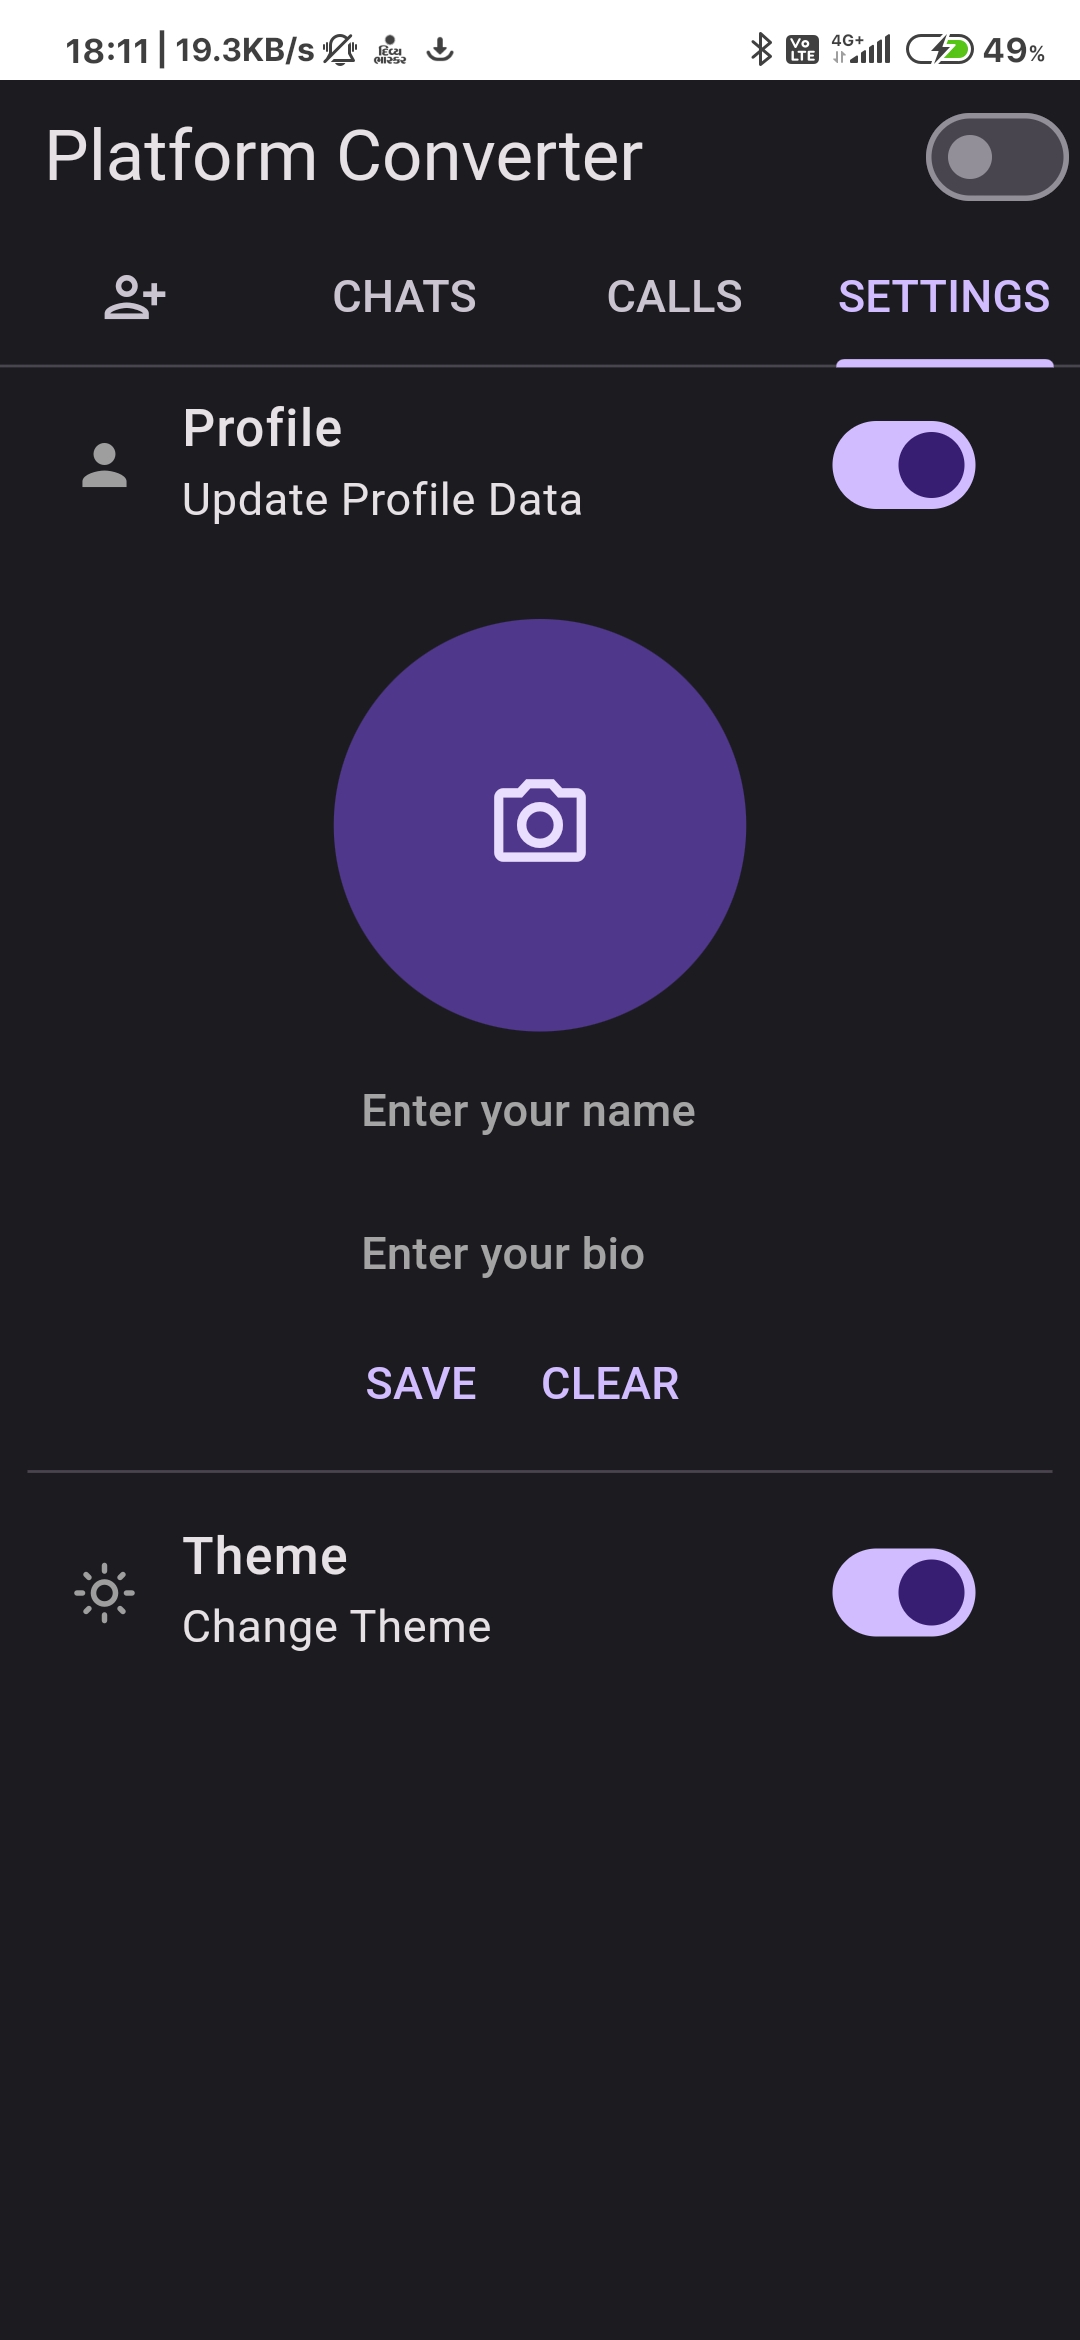 18:11 | 19.3KB/s દિવ્ય ભાસ્કર Vo LTE 4G+ 49%
Platform Converter
CHATS CALLS SETTINGS
Profile
Update Profile Data
Enter your name
Enter your bio
SAVE CLEAR
Theme
Change Theme